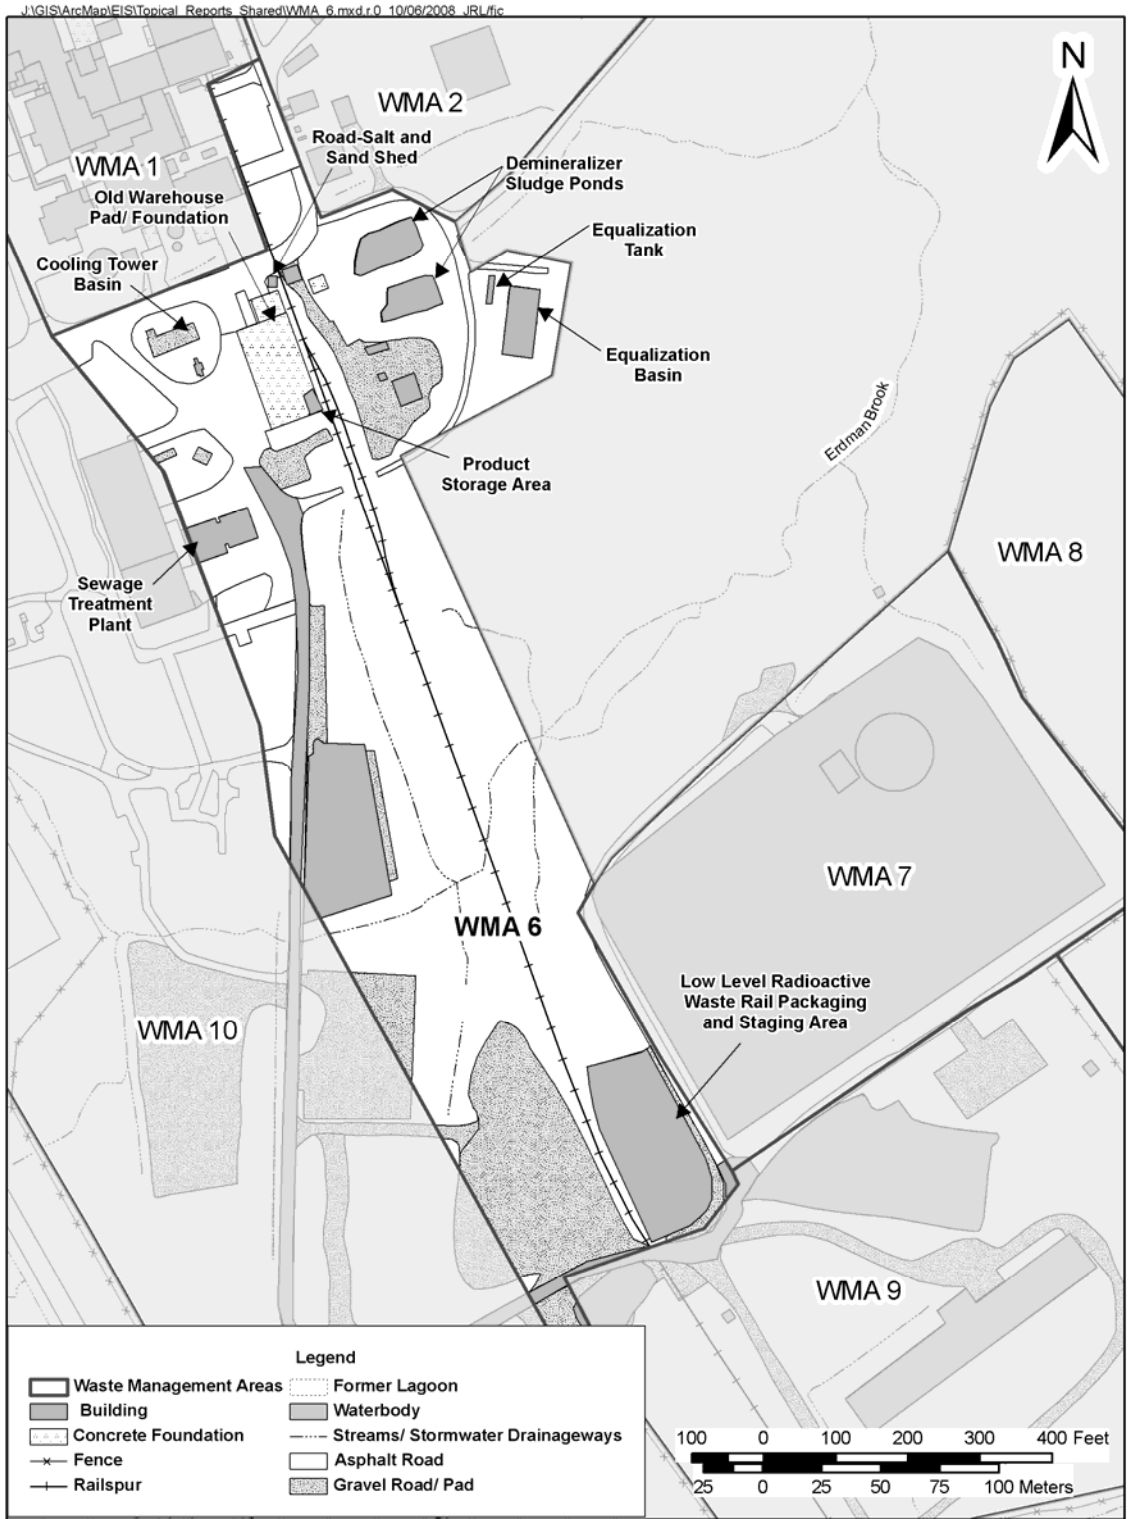 J:\GIS\ArcMap\EIS\Topical_Reports_Shared\WMA_6.mxd.r.0 10/06/2008 JRL/fic
N
WMA 2
WMA 1
Road-Salt and
Sand Shed
Demineralizer
Sludge Ponds
Old Warehouse
Pad/ Foundation
Equalization
Tank
Cooling Tower
Basin
Equalization
Basin
Erdman Brook
Product
Storage Area
WMA 8
Sewage
Treatment
Plant
WMA 7
WMA 6
Low Level Radioactive
Waste Rail Packaging
and Staging Area
WMA 10
WMA 9
Legend
Waste Management Areas
Building
Concrete Foundation
Fence
Railspur
Former Lagoon
Waterbody
Streams/ Stormwater Drainageways
Asphalt Road
Gravel Road/ Pad
100 0 100 200 300 400 Feet
25 0 25 50 75 100 Meters